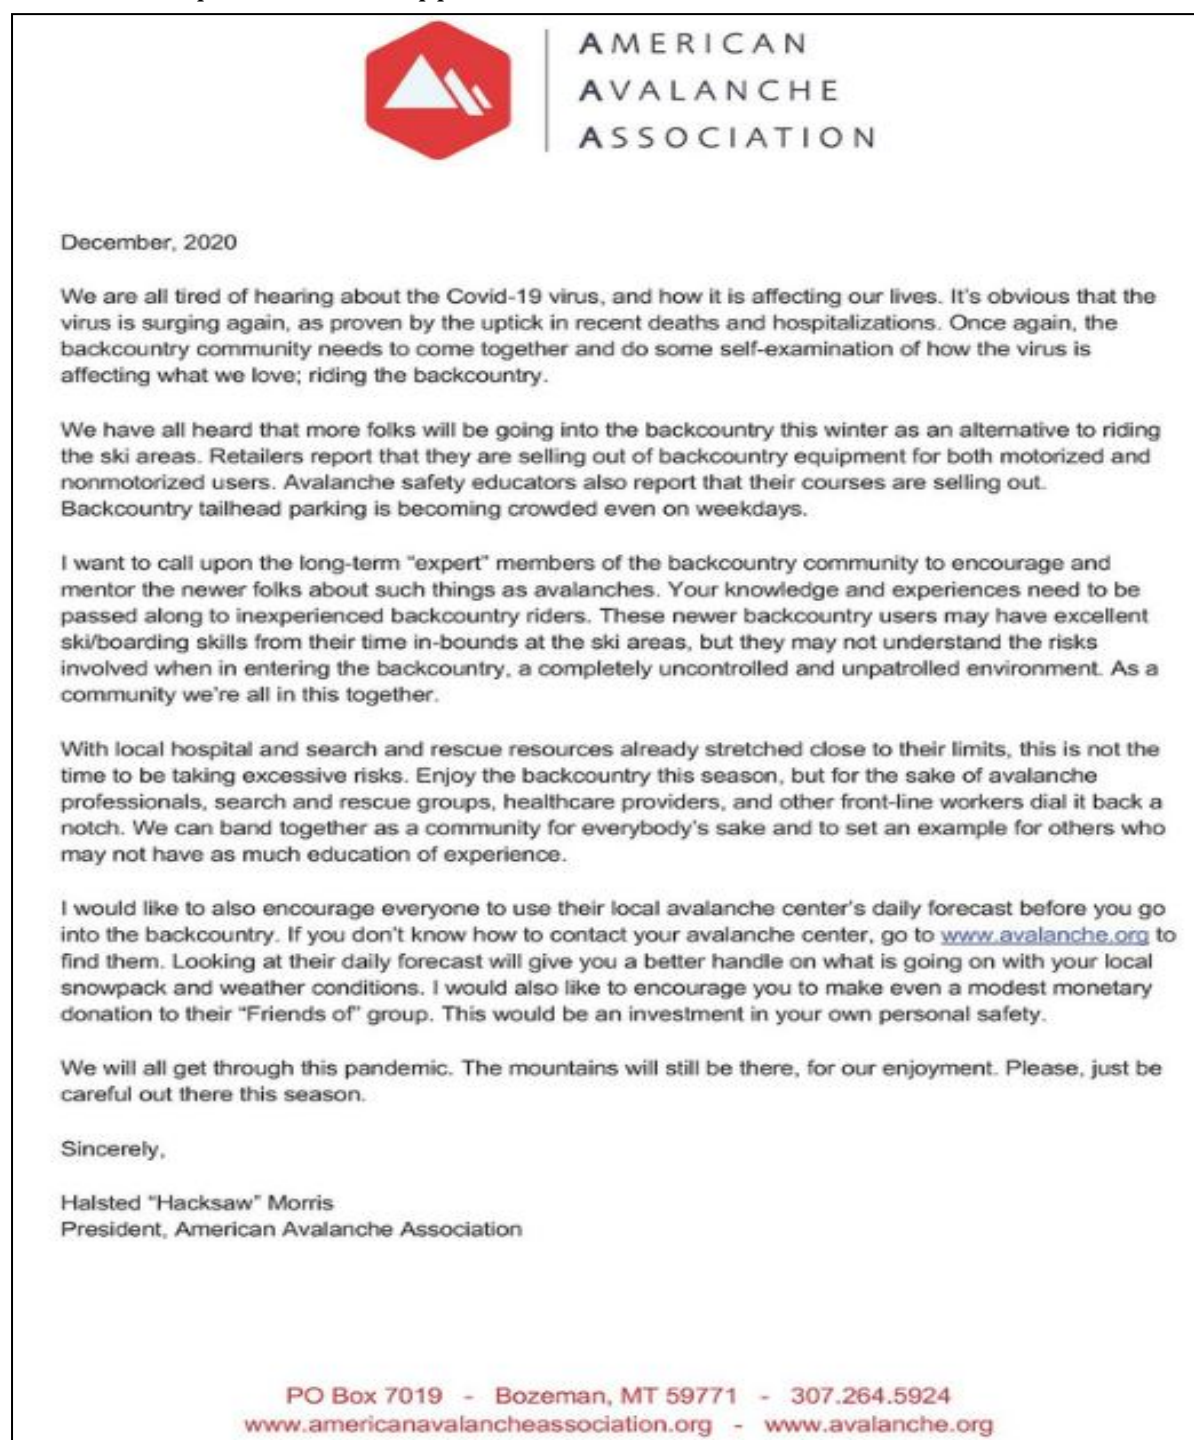 AMERICAN
AVALANCHE
ASSOCIATION
December, 2020
We are all tired of hearing about the Covid-19 virus, and how it is affecting our lives. It's obvious that the
virus is surging again, as proven by the uptick in recent deaths and hospitalizations. Once again, the
backcountry community needs to come together and do some self-examination of how the virus is
affecting what we love; riding the backcountry.
We have all heard that more folks will be going into the backcountry this winter as an alternative to riding
the ski areas. Retailers report that they are selling out of backcountry equipment for both motorized and
nonmotorized users. Avalanche safety educators also report that their courses are selling out.
Backcountry tailhead parking is becoming crowded even on weekdays.
I want to call upon the long-term "expert" members of the backcountry community to encourage and
mentor the newer folks about such things as avalanches. Your knowledge and experiences need to be
passed along to inexperienced backcountry riders. These newer backcountry users may have excellent
ski/boarding skills from their time in-bounds at the ski areas, but they may not understand the risks
involved when in entering the backcountry, a completely uncontrolled and unpatrolled environment. As a
community we're all in this together.
With local hospital and search and rescue resources already stretched close to their limits, this is not the
time to be taking excessive risks. Enjoy the backcountry this season, but for the sake of avalanche
professionals, search and rescue groups, healthcare providers, and other front-line workers dial it back a
notch. We can band together as a community for everybody's sake and to set an example for others who
may not have as much education of experience.
I would like to also encourage everyone to use their local avalanche center's daily forecast before you go
into the backcountry. If you don't know how to contact your avalanche center, go to www.avalanche.org to
find them. Looking at their daily forecast will give you a better handle on what is going on with your local
snowpack and weather conditions. I would also like to encourage you to make even a modest monetary
donation to their "Friends of" group. This would be an investment in your own personal safety.
We will all get through this pandemic. The mountains will still be there, for our enjoyment. Please, just be
careful out there this season.
Sincerely,
Halsted "Hacksaw" Morris
President, American Avalanche Association
PO Box 7019 - Bozeman, MT 59771 - 307.264.5924
www.americanavalancheassociation.org - www.avalanche.org